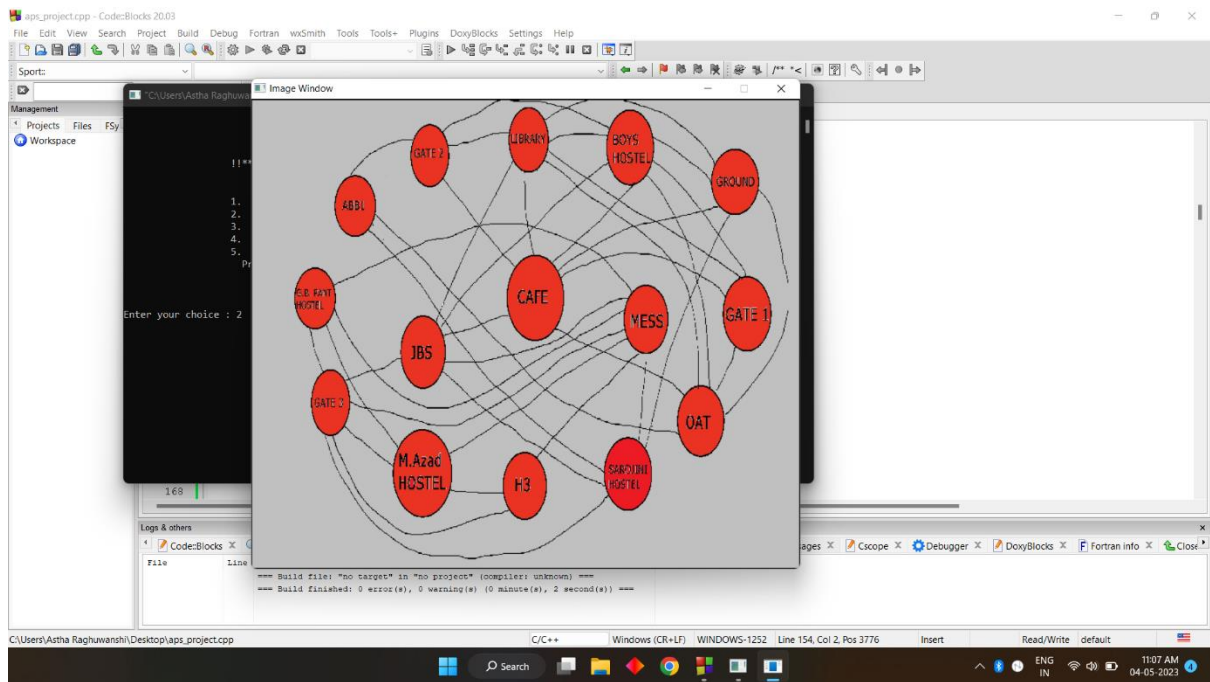 aps_project.cpp - Code::Blocks 20.03
File Edit View Search Project Build Debug Fortran wxSmith Tools Tools+ Plugins DoxyBlocks Settings Help
Sport::
/** *<
Management
Projects Files FSy
Workspace
"C:\Users\Astha Raghuwa
Image Window
!!**
1.
2.
3.
4.
5.
Pr
Enter your choice : 2
GATE 2
LIBRARY
BOYS
HOSTEL
GROUND
ABBL
HOSTEL
CAFE
MESS
GATE 1
JBS
GATE 3
OAT
M.Azad
HOSTEL
H3
SAROJINI
HOSTEL
168
Logs & others
Code::Blocks X
ages X Cscope X Debugger X DoxyBlocks X Fortran info X Close
File Line
=== Build file: "no target" in "no project" (compiler: unknown) ===
=== Build finished: 0 error(s), 0 warning(s) (0 minute(s), 2 second(s)) ===
C:\Users\Astha Raghuwanshi\Desktop\aps_project.cpp C/C++ Windows (CR+LF) WINDOWS-1252 Line 154, Col 2, Pos 3776 Insert Read/Write default
Search
ENG
IN
11:07 AM
04-05-2023
4